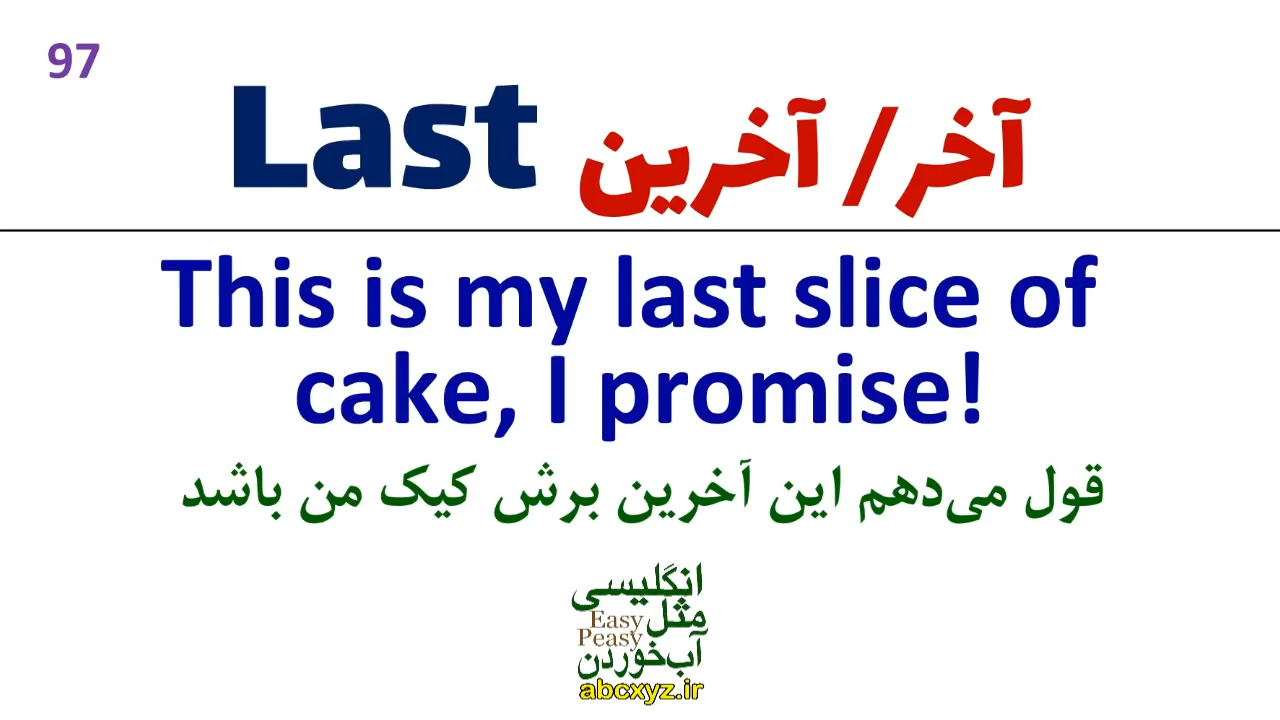 97
Last آخر / آخرین
This is my last slice of
cake, I promise!
قول می‌دهم این آخرین برش کیک من باشد
انگلیسی
مثل
Easy
Peasy
آب‌خوردن
abcxyz.ir